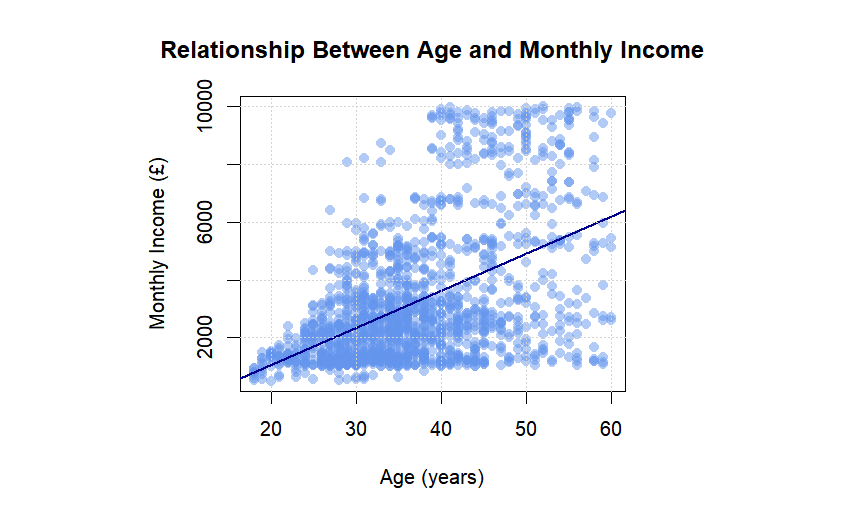 Relationship Between Age and Monthly Income
Monthly Income (£)
10000
6000
2000
20 30 40 50 60
Age (years)